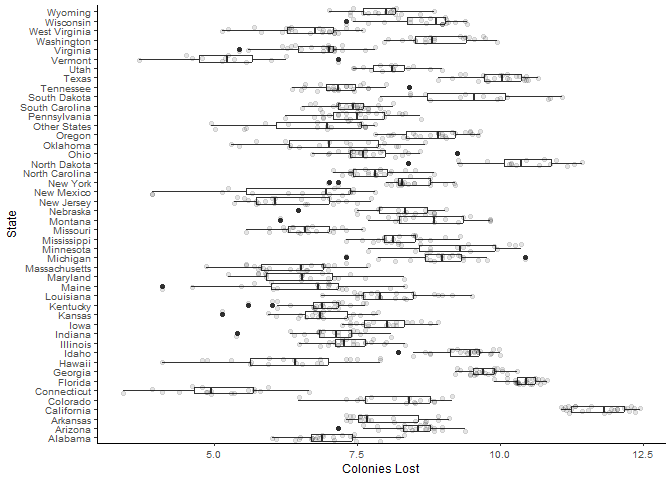 State
Wyoming
Wisconsin
West Virginia
Washington
Virginia
Vermont
Utah
Texas
Tennessee
South Dakota
South Carolina
Pennsylvania
Other States
Oregon
Oklahoma
Ohio
North Dakota
North Carolina
New York
New Mexico
New Jersey
Nebraska
Montana
Missouri
Mississippi
Minnesota
Michigan
Massachusetts
Maryland
Maine
Louisiana
Kentucky
Kansas
Iowa
Indiana
Illinois
Idaho
Hawaii
Georgia
Florida
Connecticut
Colorado
California
Arkansas
Arizona
Alabama
5.0 7.5 10.0 12.5
Colonies Lost